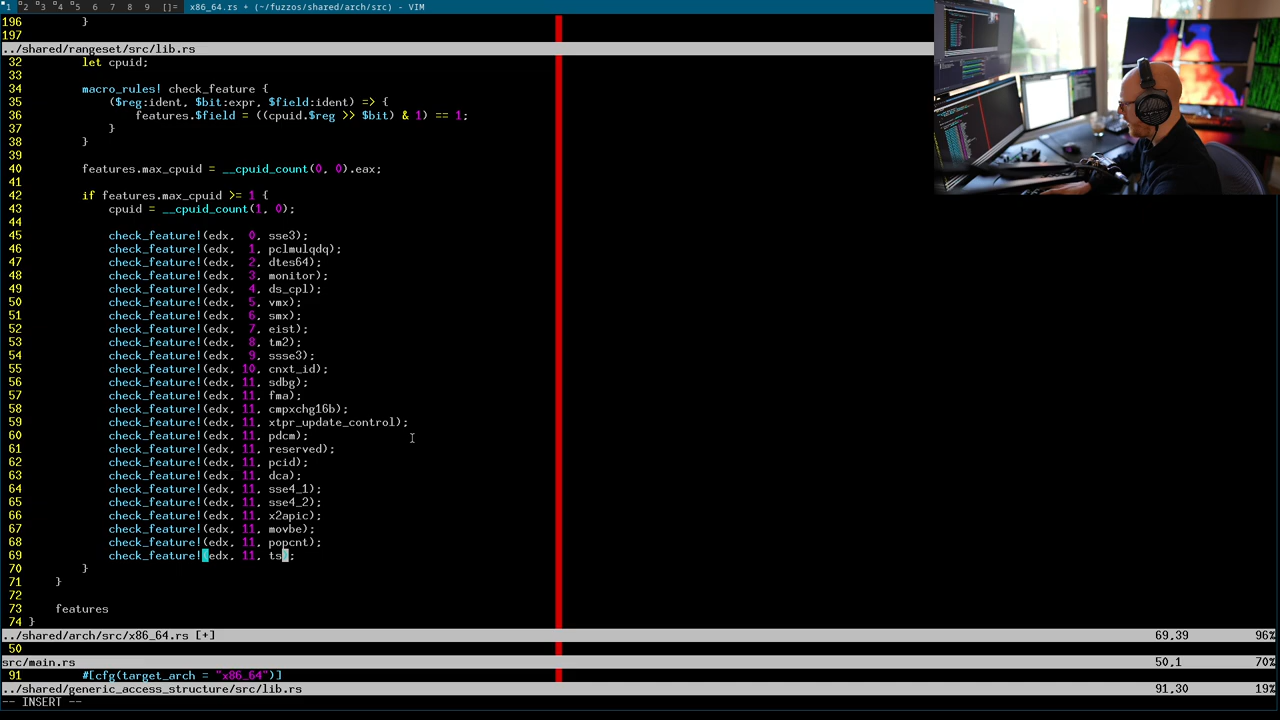 1 2 3 4 5 6 7 8 9 []= x86_64.rs + (~/fuzzos/shared/arch/src) - VIM
196         }
197
../shared/rangeset/src/lib.rs
32         let cpuid;
33
34         macro_rules! check_feature {
35             ($reg:ident, $bit:expr, $field:ident) => {
36                 features.$field = ((cpuid.$reg >> $bit) & 1) == 1;
37             }
38         }
39
40         features.max_cpuid = __cpuid_count(0, 0).eax;
41
42         if features.max_cpuid >= 1 {
43             cpuid = __cpuid_count(1, 0);
44
45             check_feature!(edx,  0, sse3);
46             check_feature!(edx,  1, pclmulqdq);
47             check_feature!(edx,  2, dtes64);
48             check_feature!(edx,  3, monitor);
49             check_feature!(edx,  4, ds_cpl);
50             check_feature!(edx,  5, vmx);
51             check_feature!(edx,  6, smx);
52             check_feature!(edx,  7, eist);
53             check_feature!(edx,  8, tm2);
54             check_feature!(edx,  9, ssse3);
55             check_feature!(edx, 10, cnxt_id);
56             check_feature!(edx, 11, sdbg);
57             check_feature!(edx, 11, fma);
58             check_feature!(edx, 11, cmpxchg16b);
59             check_feature!(edx, 11, xtpr_update_control);
60             check_feature!(edx, 11, pdcm);
61             check_feature!(edx, 11, reserved);
62             check_feature!(edx, 11, pcid);
63             check_feature!(edx, 11, dca);
64             check_feature!(edx, 11, sse4_1);
65             check_feature!(edx, 11, sse4_2);
66             check_feature!(edx, 11, x2apic);
67             check_feature!(edx, 11, movbe);
68             check_feature!(edx, 11, popcnt);
69             check_feature!(edx, 11, ts);
70         }
71     }
72
73     features
74 }
../shared/arch/src/x86_64.rs [+] 69,39 96%
50
src/main.rs 50,1 70%
91         #[cfg(target_arch = "x86_64")]
../shared/generic_access_structure/src/lib.rs 91,30 19%
-- INSERT --